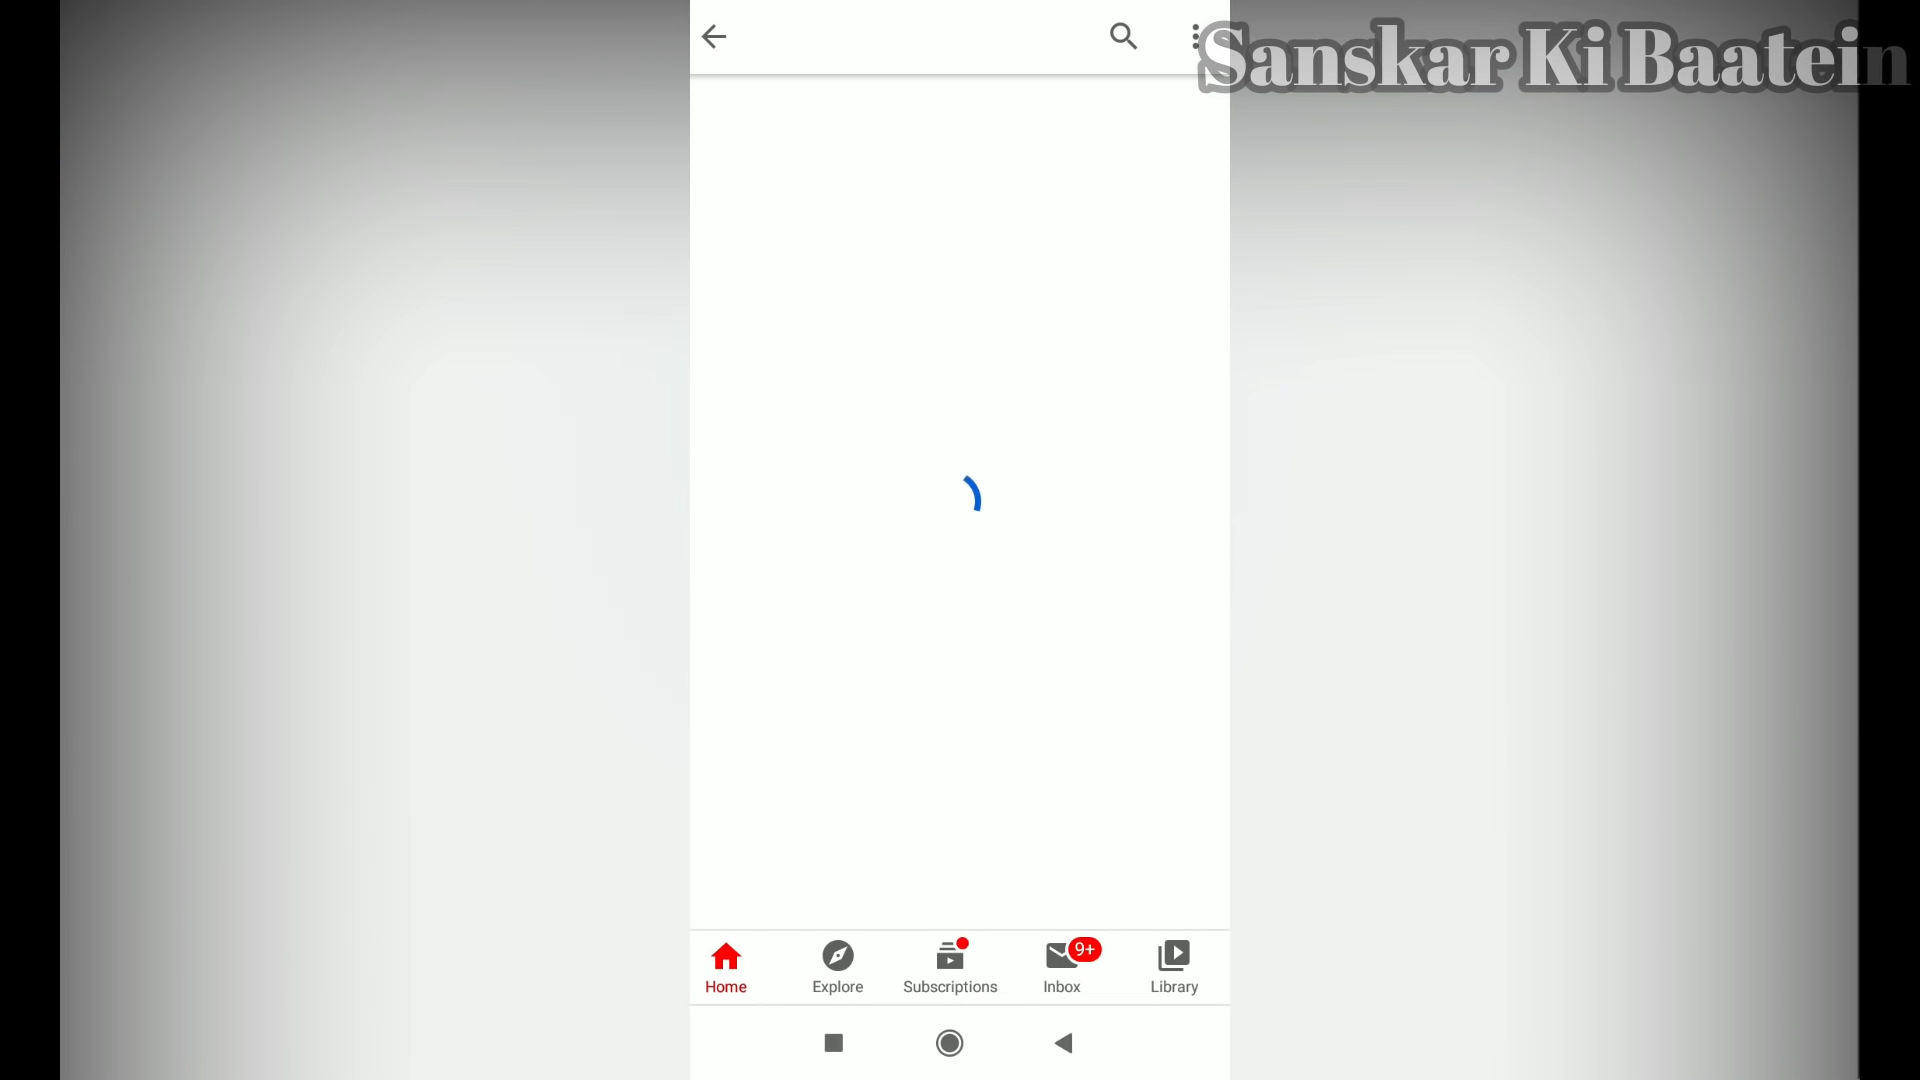 Sanskar Ki Baatein
9+
Home
Explore
Subscriptions
Inbox
Library